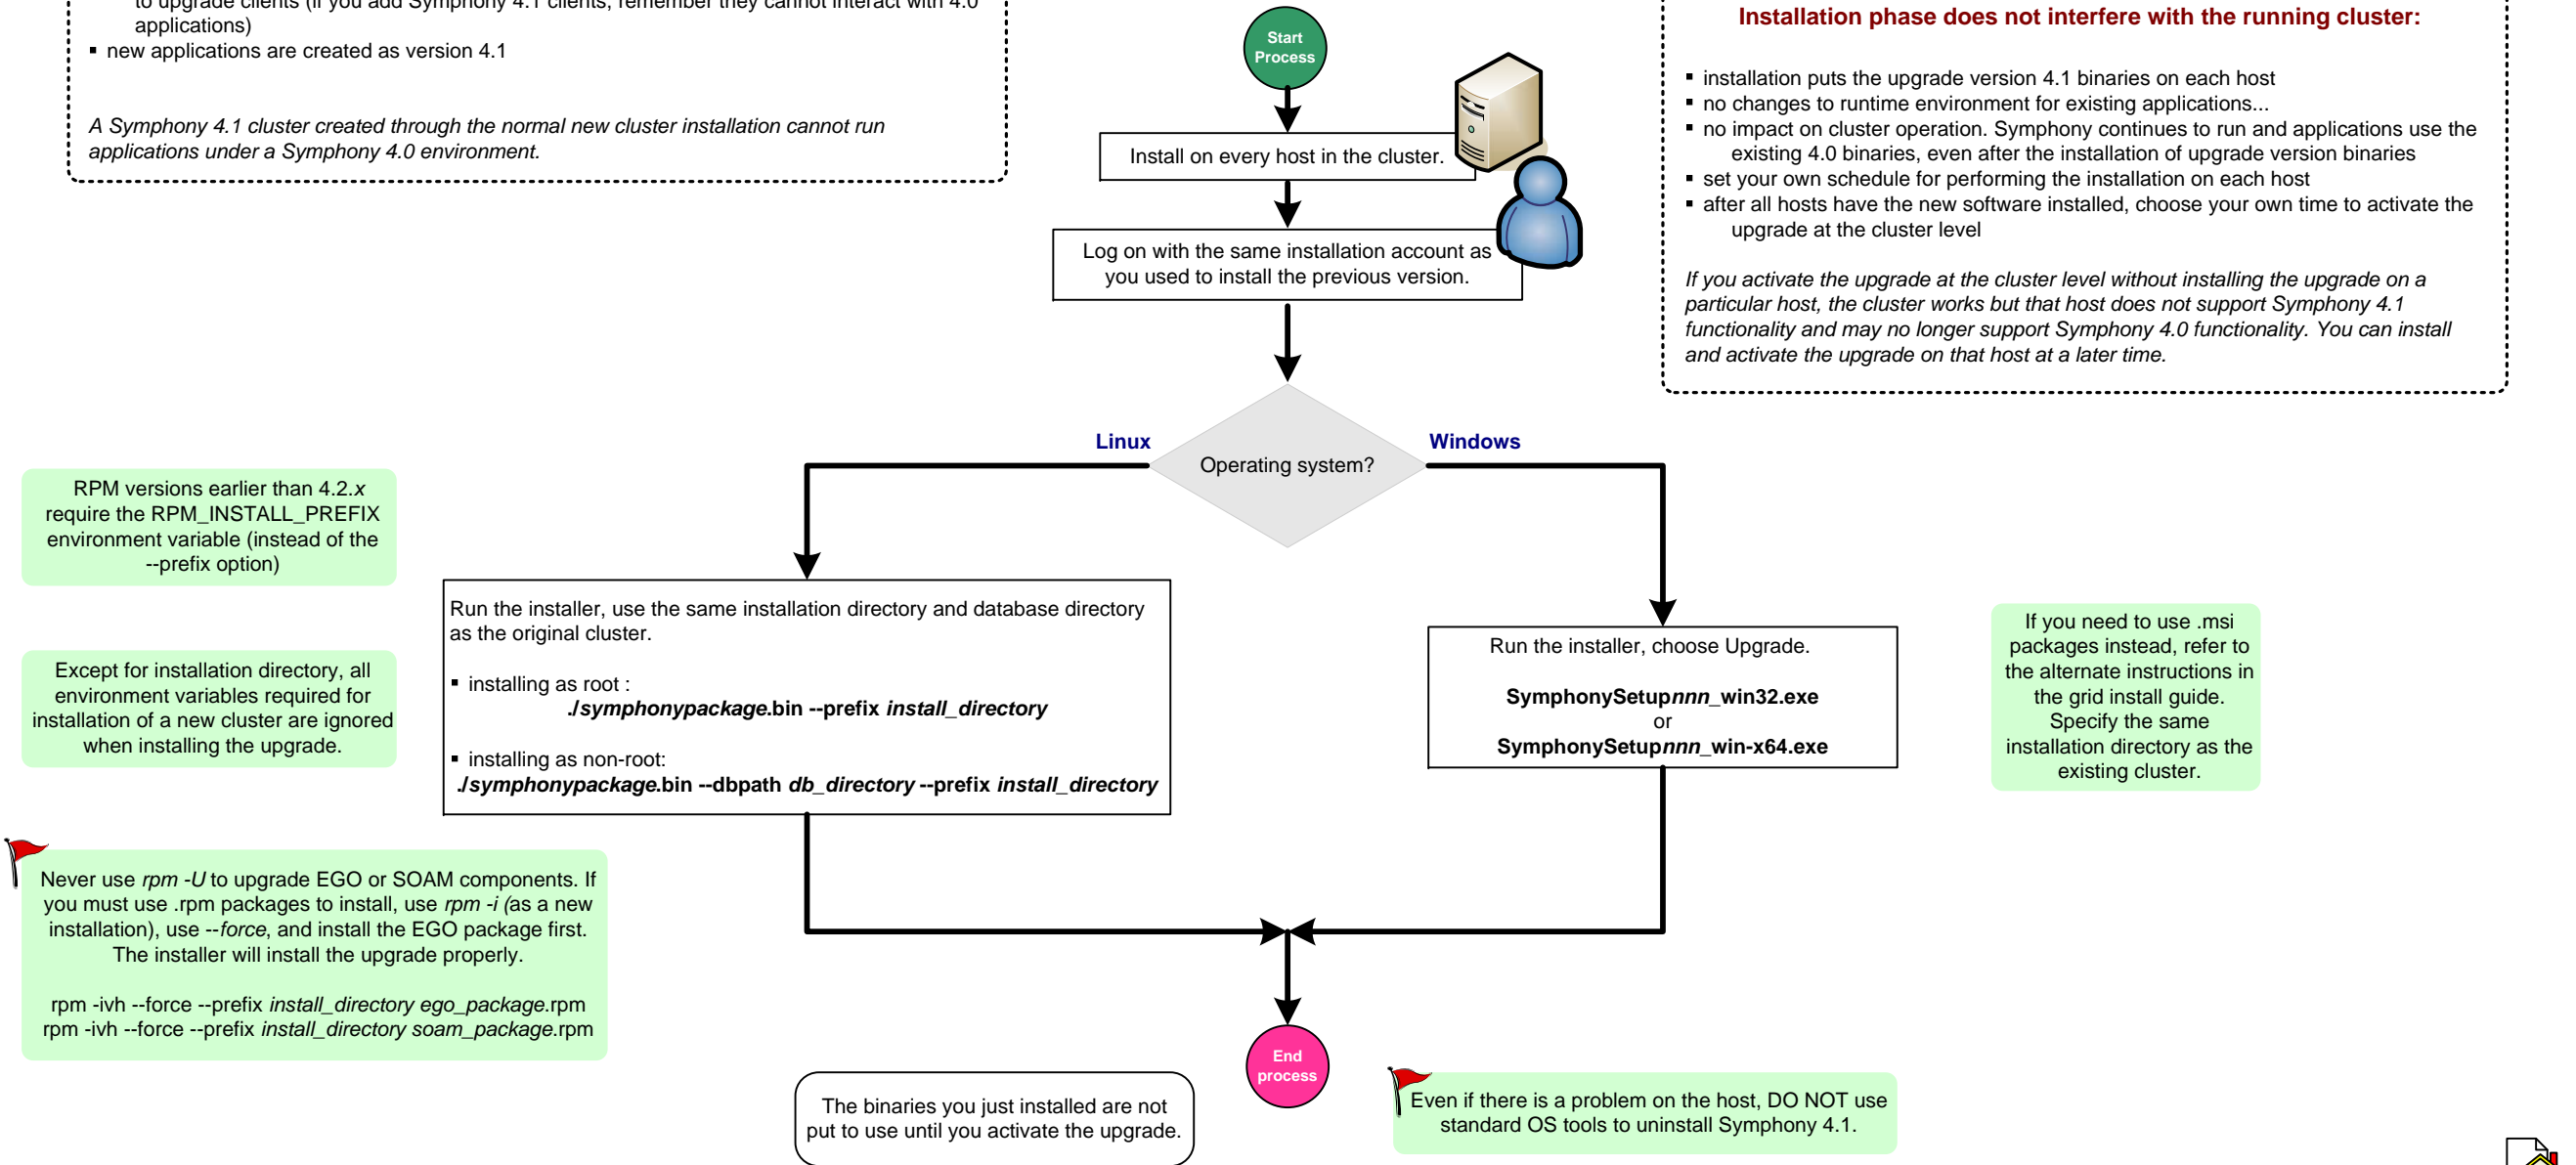 to upgrade clients (if you add Symphony 4.1 clients, remember they cannot interact with 4.0
applications)
▪ new applications are created as version 4.1
A Symphony 4.1 cluster created through the normal new cluster installation cannot run
applications under a Symphony 4.0 environment.
Start
Process
Install on every host in the cluster.
Log on with the same installation account as
you used to install the previous version.
Installation phase does not interfere with the running cluster:
▪ installation puts the upgrade version 4.1 binaries on each host
▪ no changes to runtime environment for existing applications...
▪ no impact on cluster operation. Symphony continues to run and applications use the
existing 4.0 binaries, even after the installation of upgrade version binaries
▪ set your own schedule for performing the installation on each host
▪ after all hosts have the new software installed, choose your own time to activate the
upgrade at the cluster level
If you activate the upgrade at the cluster level without installing the upgrade on a
particular host, the cluster works but that host does not support Symphony 4.1
functionality and may no longer support Symphony 4.0 functionality. You can install
and activate the upgrade on that host at a later time.
Linux
Operating system?
Windows
RPM versions earlier than 4.2.x
require the RPM_INSTALL_PREFIX
environment variable (instead of the
--prefix option)
Except for installation directory, all
environment variables required for
installation of a new cluster are ignored
when installing the upgrade.
Run the installer, use the same installation directory and database directory
as the original cluster.
▪ installing as root :
./symphonypackage.bin --prefix install_directory
▪ installing as non-root:
./symphonypackage.bin --dbpath db_directory --prefix install_directory
Run the installer, choose Upgrade.
SymphonySetupnnn_win32.exe
or
SymphonySetupnnn_win-x64.exe
If you need to use .msi
packages instead, refer to
the alternate instructions in
the grid install guide.
Specify the same
installation directory as the
existing cluster.
Never use rpm -U to upgrade EGO or SOAM components. If
you must use .rpm packages to install, use rpm -i (as a new
installation), use --force, and install the EGO package first.
The installer will install the upgrade properly.
rpm -ivh --force --prefix install_directory ego_package.rpm
rpm -ivh --force --prefix install_directory soam_package.rpm
End
process
The binaries you just installed are not
put to use until you activate the upgrade.
Even if there is a problem on the host, DO NOT use
standard OS tools to uninstall Symphony 4.1.